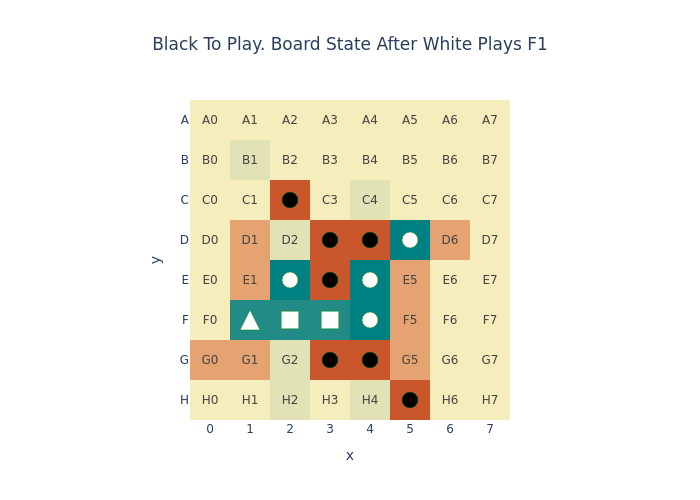 Black To Play. Board State After White Plays F1
A A0 A1 A2 A3 A4 A5 A6 A7
B B0 B1 B2 B3 B4 B5 B6 B7
C C0 C1 C3 C4 C5 C6 C7
D D0 D1 D2 D6 D7
E E0 E1 E5 E6 E7
F F0 F5 F6 F7
G G0 G1 G2 G5 G6 G7
H H0 H1 H2 H3 H4 H6 H7
0 1 2 3 4 5 6 7
x
y